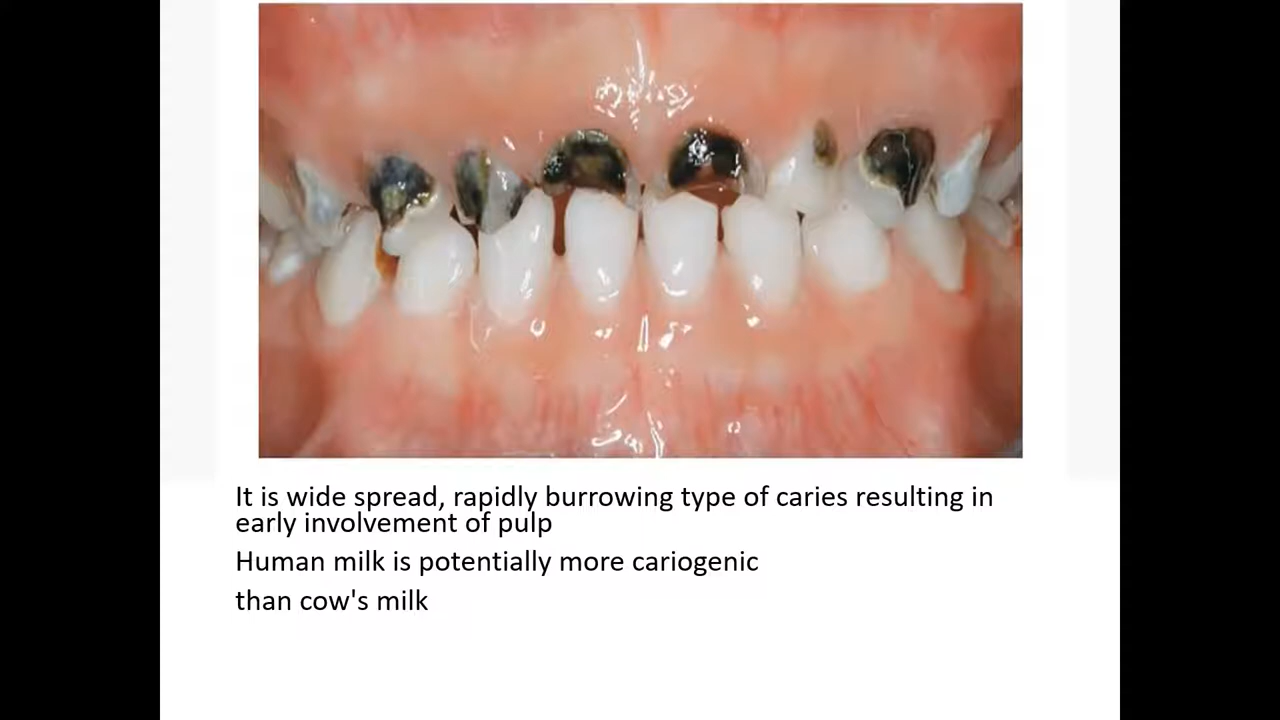 It is wide spread, rapidly burrowing type of caries resulting in
early involvement of pulp
Human milk is potentially more cariogenic
than cow's milk